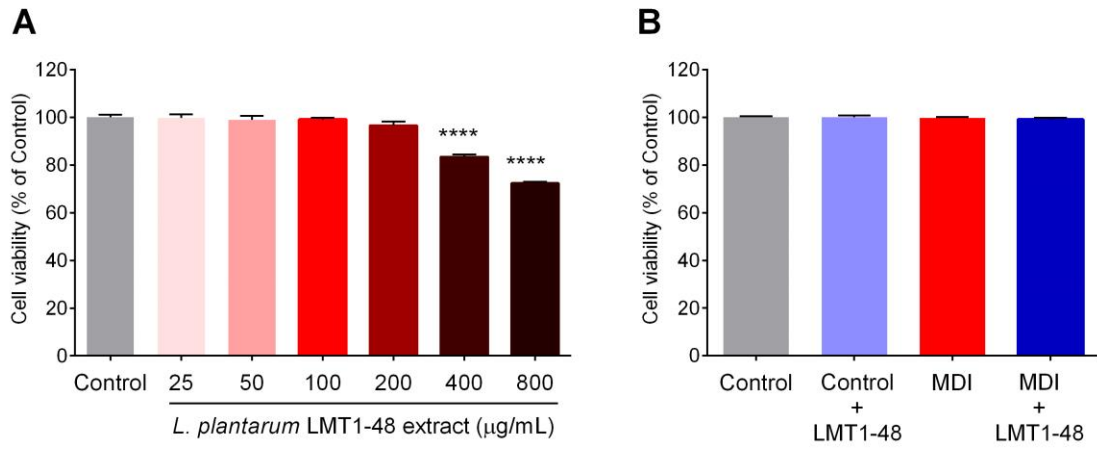 A
Cell viability (% of Control)
120
100
80
60
40
20
0
****
****
Control 25 50 100 200 400 800
L. plantarum LMT1-48 extract (μg/mL)
B
Cell viability (% of Control)
120
100
80
60
40
20
0
Control
Control
+
LMT1-48
MDI
MDI
+
LMT1-48